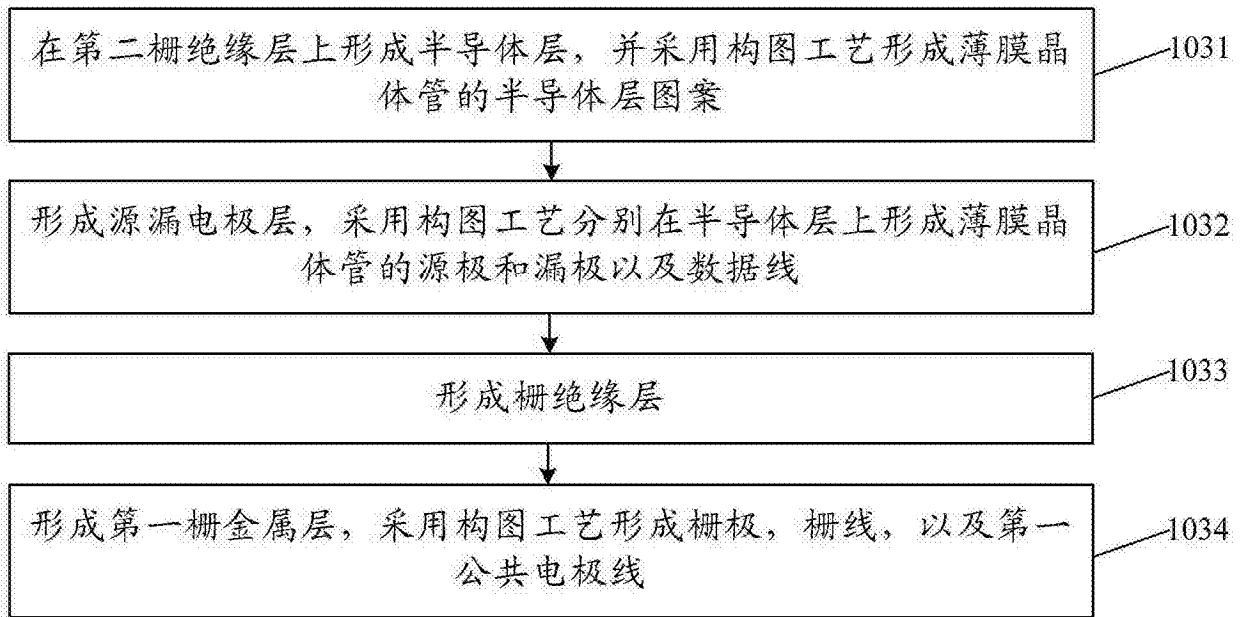 在第二栅绝缘层上形成半导体层，并采用构图工艺形成薄膜晶
体管的半导体层图案
1031
形成源漏电极层，采用构图工艺分别在半导体层上形成薄膜晶
体管的源极和漏极以及数据线
1032
形成栅绝缘层
1033
形成第一栅金属层，采用构图工艺形成栅极，栅线，以及第一
公共电极线
1034